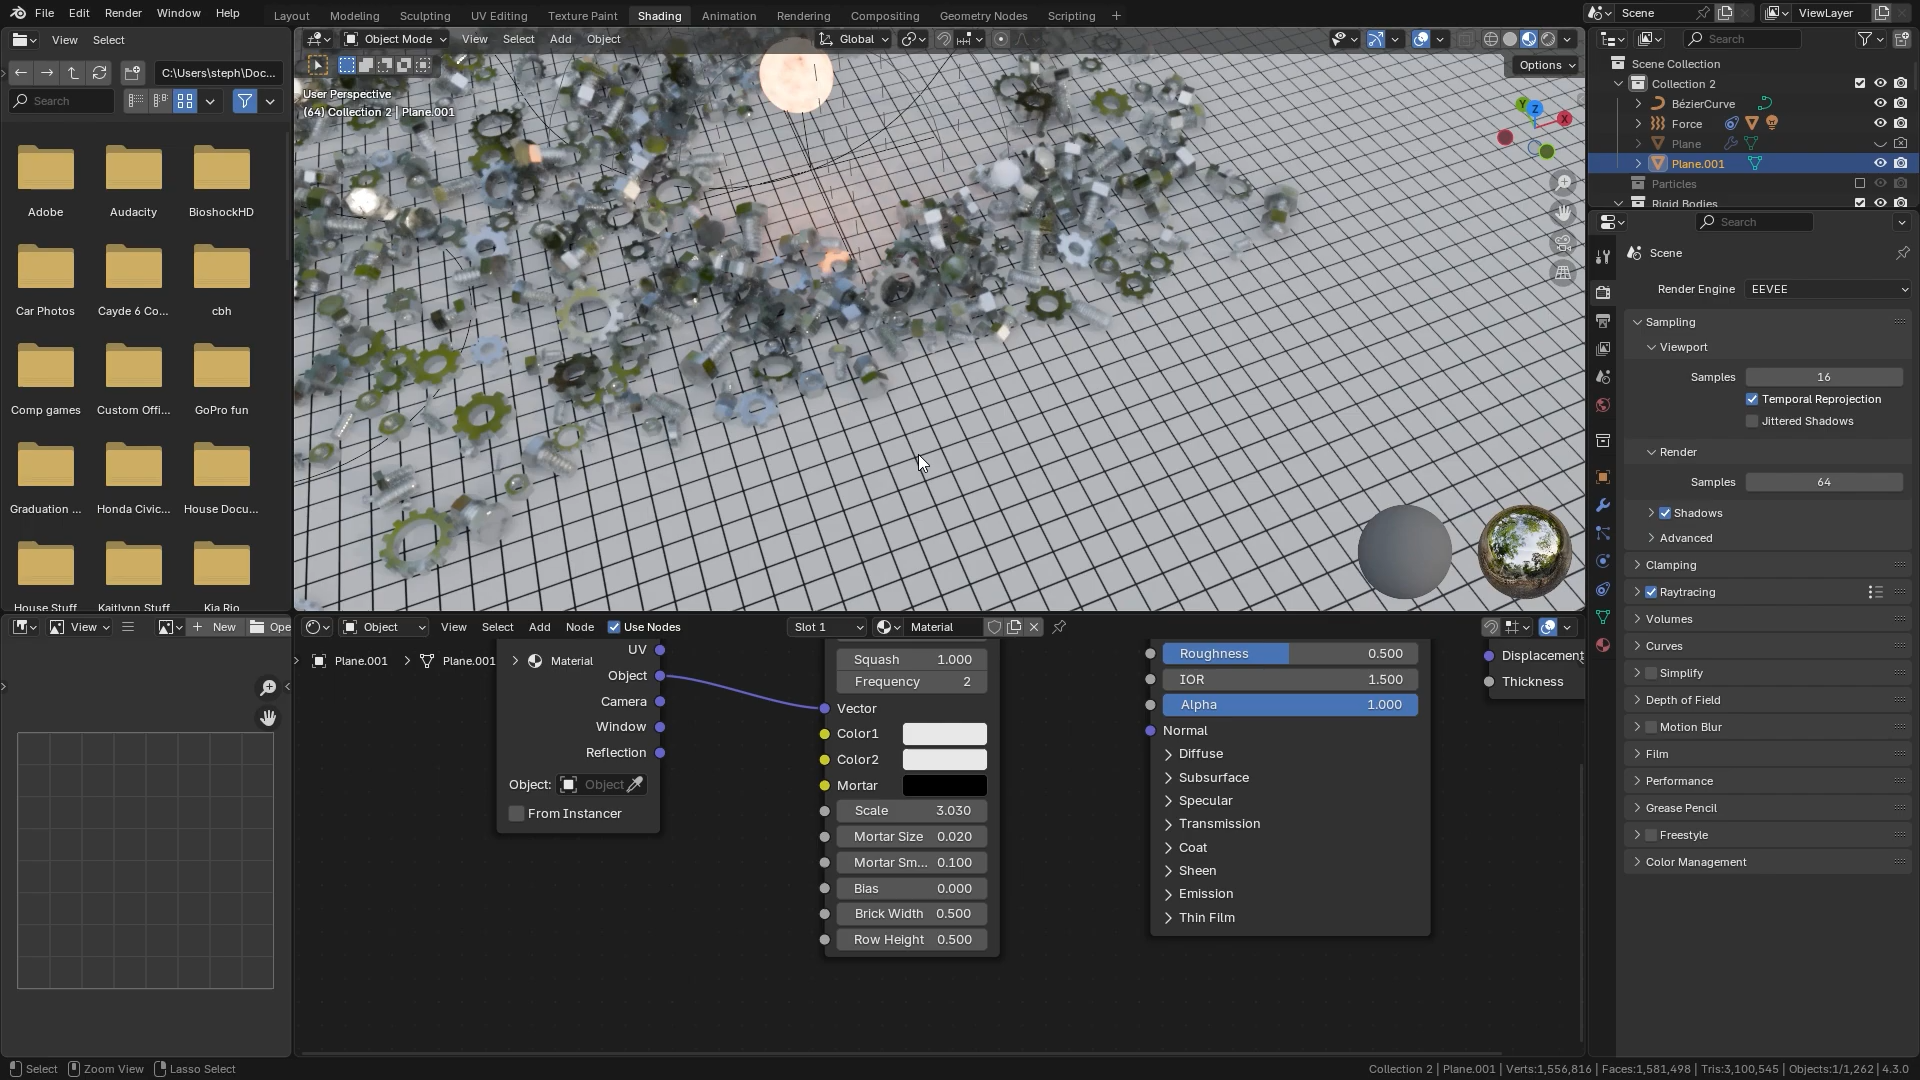 File Edit Render Window Help Layout Modeling Sculpting UV Editing Texture Paint Shading Animation Rendering Compositing Geometry Nodes Scripting + Scene ViewLayer
View Select
C:\Users\steph\Doc...
Search
Adobe Audacity BioshockHD
Car Photos Cayde 6 Co... cbh
Comp games Custom Offi... GoPro fun
Graduation ... Honda Civic... House Docu...
House Stuff Kaitlynn Stuff Kia Rio
Object Mode View Select Add Object Global
Options
User Perspective
(64) Collection 2 | Plane.001
Y Z X
Search
Scene Collection
Collection 2
BézierCurve
Force
Plane
Plane.001
Particles
Rigid Bodies
Search
Scene
Render Engine EEVEE
Sampling
Viewport
Samples 16
Temporal Reprojection
Jittered Shadows
Render
Samples 64
Shadows
Advanced
Clamping
Raytracing
Volumes
Curves
Simplify
Depth of Field
Motion Blur
Film
Performance
Grease Pencil
Freestyle
Color Management
View New Ope
Object View Select Add Node Use Nodes Slot 1 Material
Plane.001 Plane.001 Material
UV
Object
Camera
Window
Reflection
Object: Object
From Instancer
Squash 1.000
Frequency 2
Vector
Color1
Color2
Mortar
Scale 3.030
Mortar Size 0.020
Mortar Sm... 0.100
Bias 0.000
Brick Width 0.500
Row Height 0.500
Roughness 0.500
IOR 1.500
Alpha 1.000
Normal
Diffuse
Subsurface
Specular
Transmission
Coat
Sheen
Emission
Thin Film
Displacement
Thickness
Select Zoom View Lasso Select Collection 2 | Plane.001 | Verts:1,556,816 | Faces:1,581,498 | Tris:3,100,545 | Objects:1/1,262 | 4.3.0